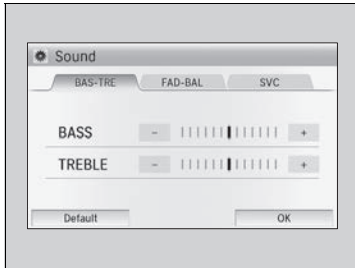 Sound
BAS-TRE FAD-BAL SVC
BASS - +
TREBLE - +
Default OK